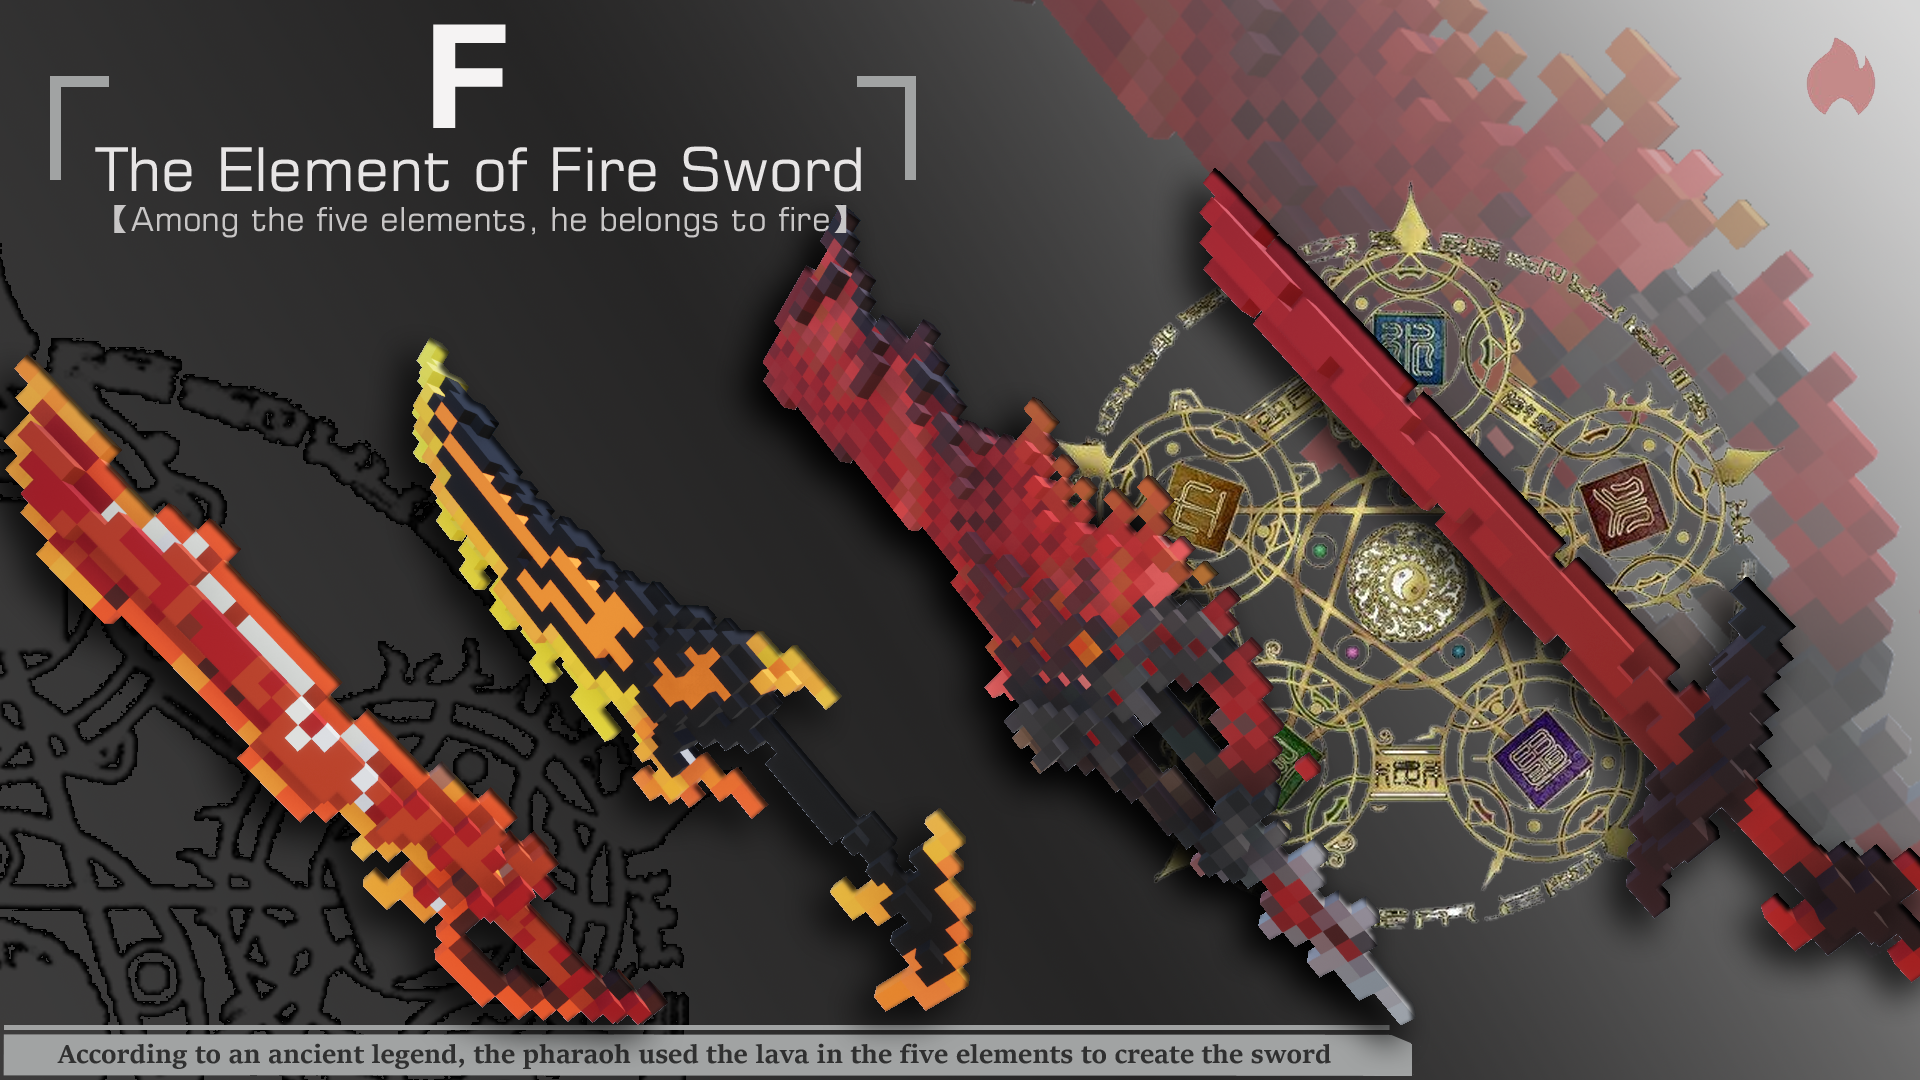 F
The Element of Fire Sword
【Among the five elements, he belongs to fire】
According to an ancient legend, the pharaoh used the lava in the five elements to create the sword